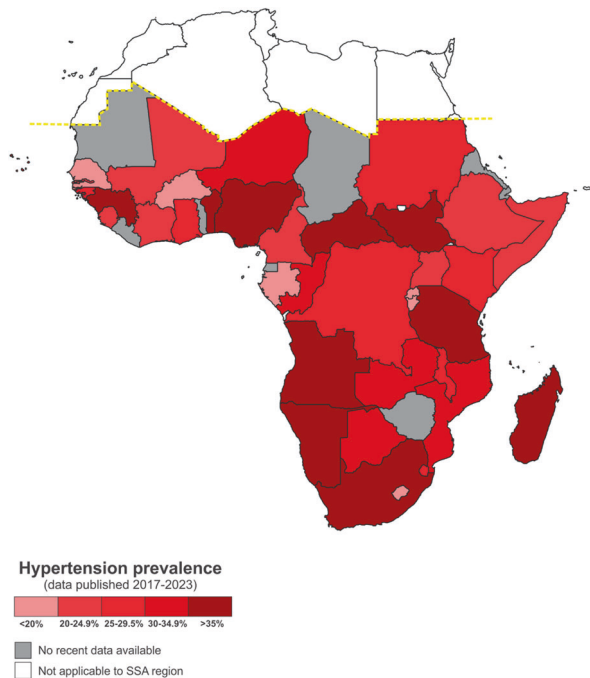 Hypertension prevalence
(data published 2017-2023)
<20% 20-24.9% 25-29.5% 30-34.9% >35%
No recent data available
Not applicable to SSA region